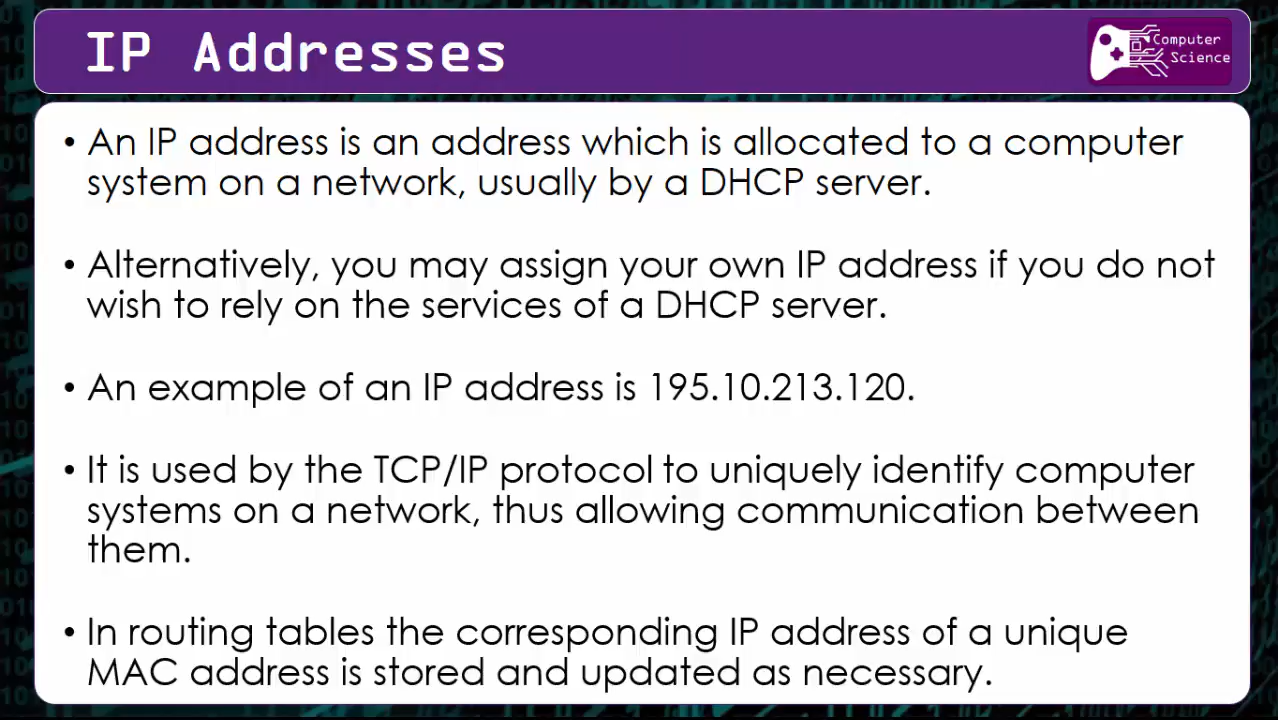 IP Addresses
Computer
Science
• An IP address is an address which is allocated to a computer
system on a network, usually by a DHCP server.
• Alternatively, you may assign your own IP address if you do not
wish to rely on the services of a DHCP server.
• An example of an IP address is 195.10.213.120.
• It is used by the TCP/IP protocol to uniquely identify computer
systems on a network, thus allowing communication between
them.
• In routing tables the corresponding IP address of a unique
MAC address is stored and updated as necessary.